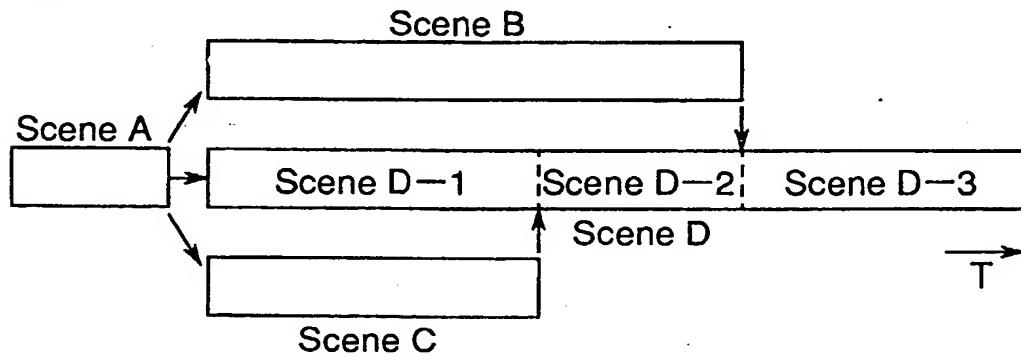 Scene B
Scene A
Scene D—1 Scene D—2 Scene D—3
Scene D
T
Scene C